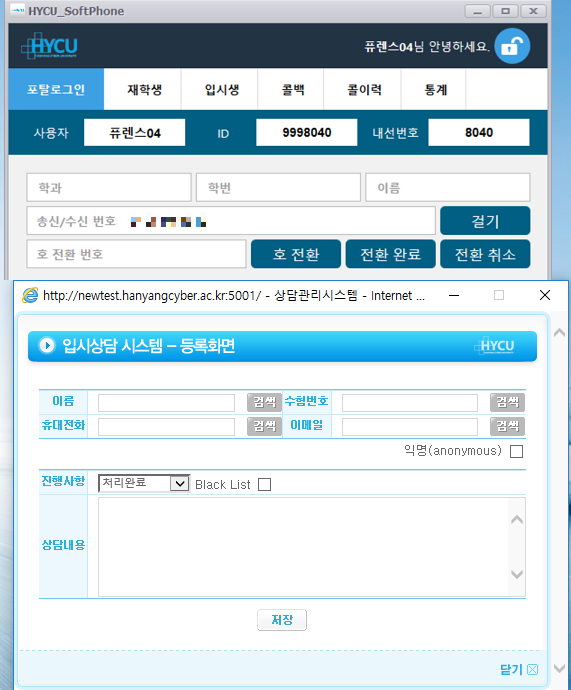 HYCU_SoftPhone
HYCU 퓨렌스04님 안녕하세요.
포탈로그인 재학생 입시생 콜백 콜이력 통계
사용자 퓨렌스04 ID 9998040 내선번호 8040
학과 학번 이름
송신/수신 번호 걸기
호 전환 번호 호 전환 전환 완료 전환 취소
http://newtest.hanyangcyber.ac.kr:5001/ - 상담관리시스템 - Internet ...
입시상담 시스템 - 등록화면 HYCU
이름 검색 수험번호 검색
휴대전화 검색 이메일 검색
익명(anonymous)
진행사항 처리완료 Black List
상담내용
저장
닫기